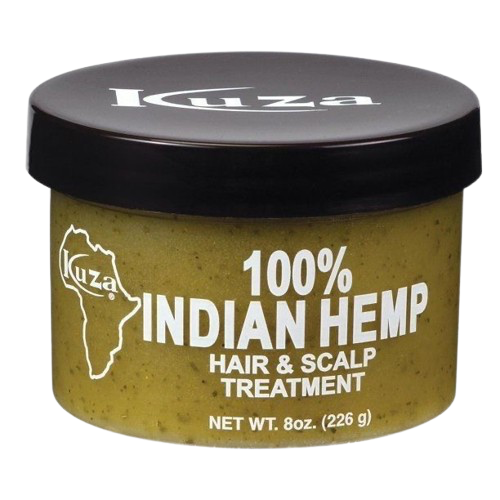 Kuza
Kuza®
100%
INDIAN HEMP
HAIR & SCALP
TREATMENT
NET WT. 8oz. (226 g)